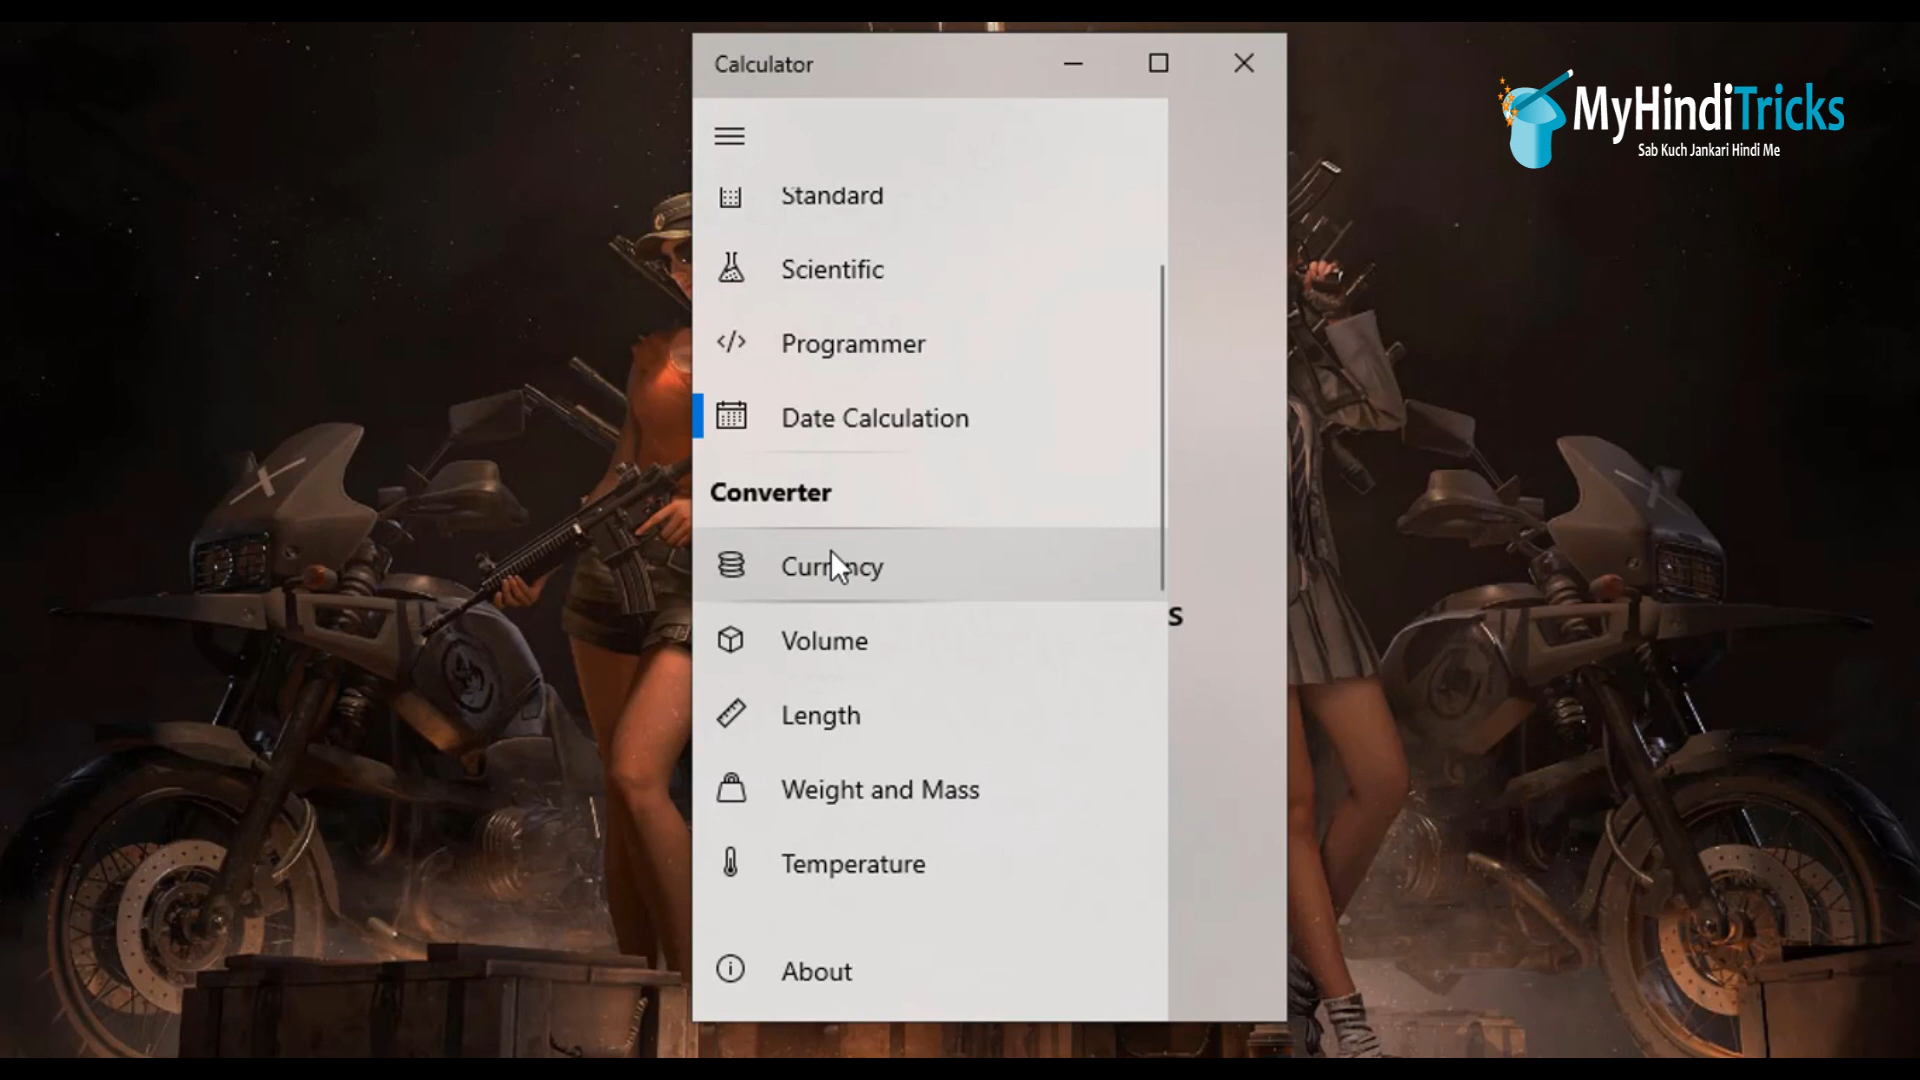 Calculator
MyHindiTricks
Sab Kuch Jankari Hindi Me
Standard
Scientific
Programmer
Date Calculation
Converter
Currency
S
Volume
Length
Weight and Mass
Temperature
About